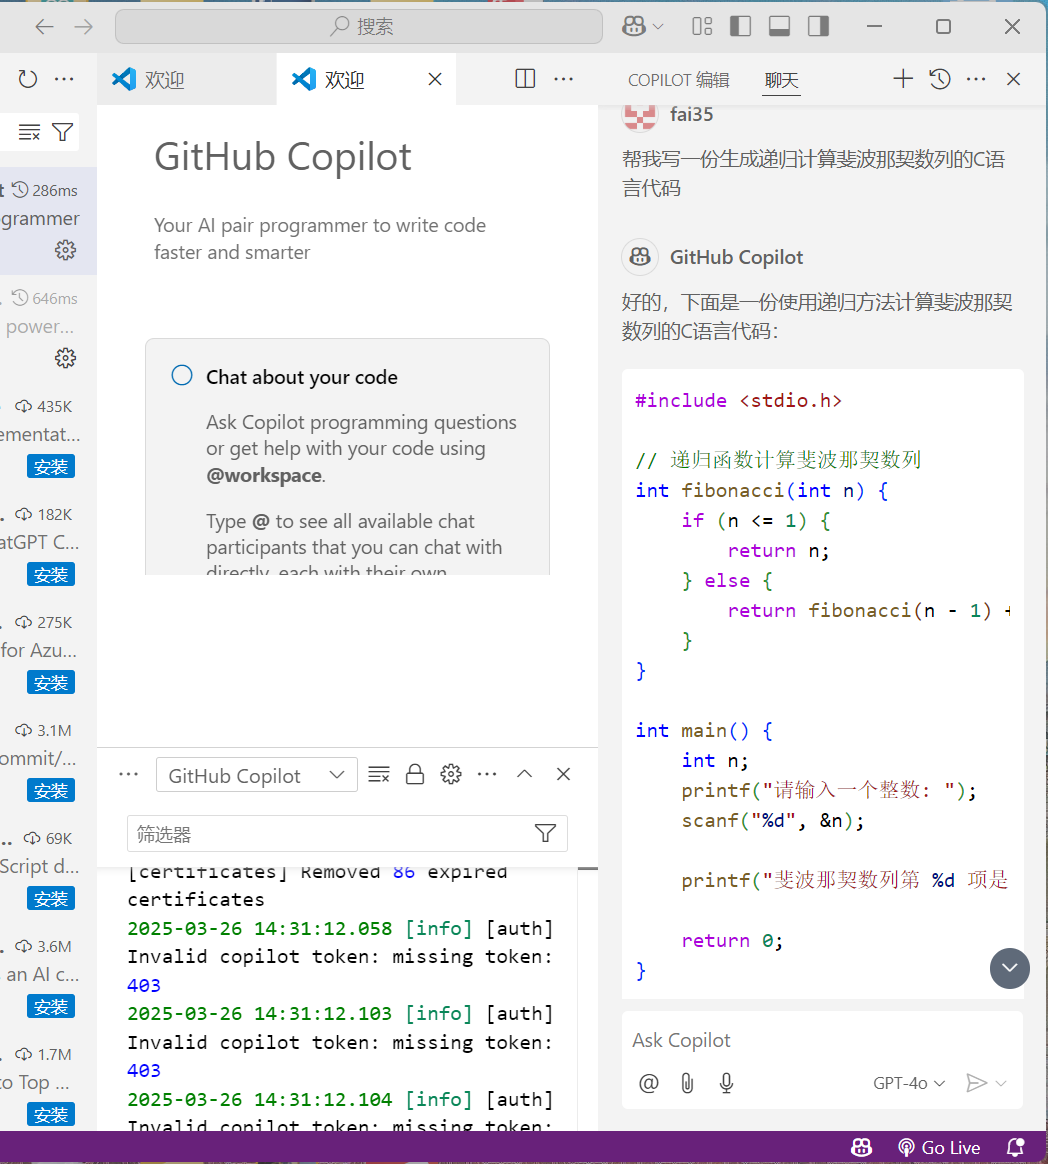 搜索
欢迎
欢迎
COPILOT 编辑
聊天
286ms
grammer
646ms
power...
435K
ementat...
安装
182K
atGPT C...
安装
275K
for Azu...
安装
3.1M
ommit/...
安装
69K
Script d...
安装
3.6M
s an AI c...
安装
1.7M
to Top ...
安装
GitHub Copilot
Your AI pair programmer to write code
faster and smarter
Chat about your code
Ask Copilot programming questions
or get help with your code using
@workspace.
Type @ to see all available chat
participants that you can chat with
directly, each with their own
GitHub Copilot
筛选器
[certificates] Removed 86 expired
certificates
2025-03-26 14:31:12.058 [info] [auth]
Invalid copilot token: missing token:
403
2025-03-26 14:31:12.103 [info] [auth]
Invalid copilot token: missing token:
403
2025-03-26 14:31:12.104 [info] [auth]
Invalid copilot token: missing token:
fai35
帮我写一份生成递归计算斐波那契数列的C语
言代码
GitHub Copilot
好的，下面是一份使用递归方法计算斐波那契
数列的C语言代码：
#include <stdio.h>
// 递归函数计算斐波那契数列
int fibonacci(int n) {
    if (n <= 1) {
        return n;
    } else {
        return fibonacci(n - 1) +
    }
}
int main() {
    int n;
    printf("请输入一个整数: ");
    scanf("%d", &n);
    printf("斐波那契数列第 %d 项是
    return 0;
}
Ask Copilot
GPT-4o
Go Live